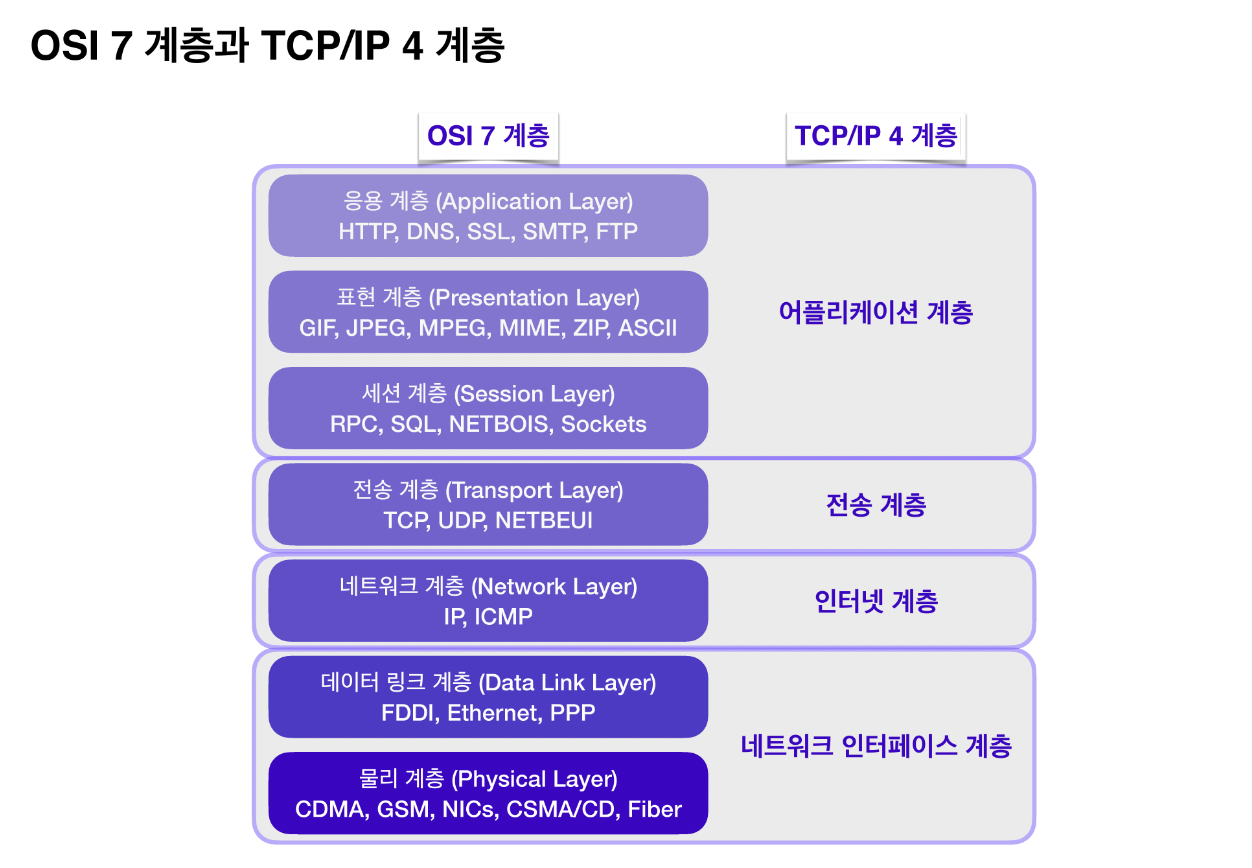 OSI 7 계층과 TCP/IP 4 계층
OSI 7 계층
TCP/IP 4 계층
응용 계층 (Application Layer)
HTTP, DNS, SSL, SMTP, FTP
표현 계층 (Presentation Layer)
GIF, JPEG, MPEG, MIME, ZIP, ASCII
세션 계층 (Session Layer)
RPC, SQL, NETBOIS, Sockets
어플리케이션 계층
전송 계층 (Transport Layer)
TCP, UDP, NETBEUI
전송 계층
네트워크 계층 (Network Layer)
IP, ICMP
인터넷 계층
데이터 링크 계층 (Data Link Layer)
FDDI, Ethernet, PPP
물리 계층 (Physical Layer)
CDMA, GSM, NICs, CSMA/CD, Fiber
네트워크 인터페이스 계층